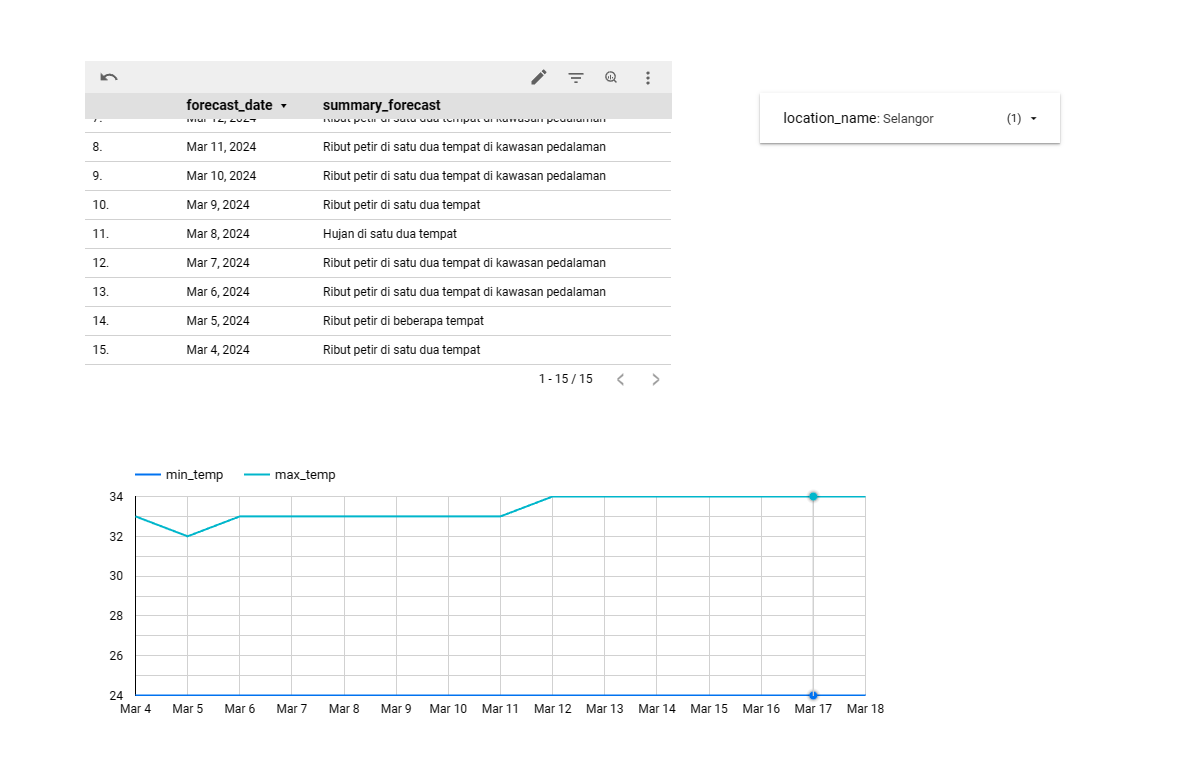 forecast_date summary_forecast
7. Mar 12, 2024 Ribut petir di satu dua tempat di kawasan pedalaman
location_name: Selangor (1)
8. Mar 11, 2024 Ribut petir di satu dua tempat di kawasan pedalaman
9. Mar 10, 2024 Ribut petir di satu dua tempat di kawasan pedalaman
10. Mar 9, 2024 Ribut petir di satu dua tempat
11. Mar 8, 2024 Hujan di satu dua tempat
12. Mar 7, 2024 Ribut petir di satu dua tempat di kawasan pedalaman
13. Mar 6, 2024 Ribut petir di satu dua tempat di kawasan pedalaman
14. Mar 5, 2024 Ribut petir di beberapa tempat
15. Mar 4, 2024 Ribut petir di satu dua tempat
1 - 15 / 15
min_temp max_temp
34
32
30
28
26
24
Mar 4 Mar 5 Mar 6 Mar 7 Mar 8 Mar 9 Mar 10 Mar 11 Mar 12 Mar 13 Mar 14 Mar 15 Mar 16 Mar 17 Mar 18